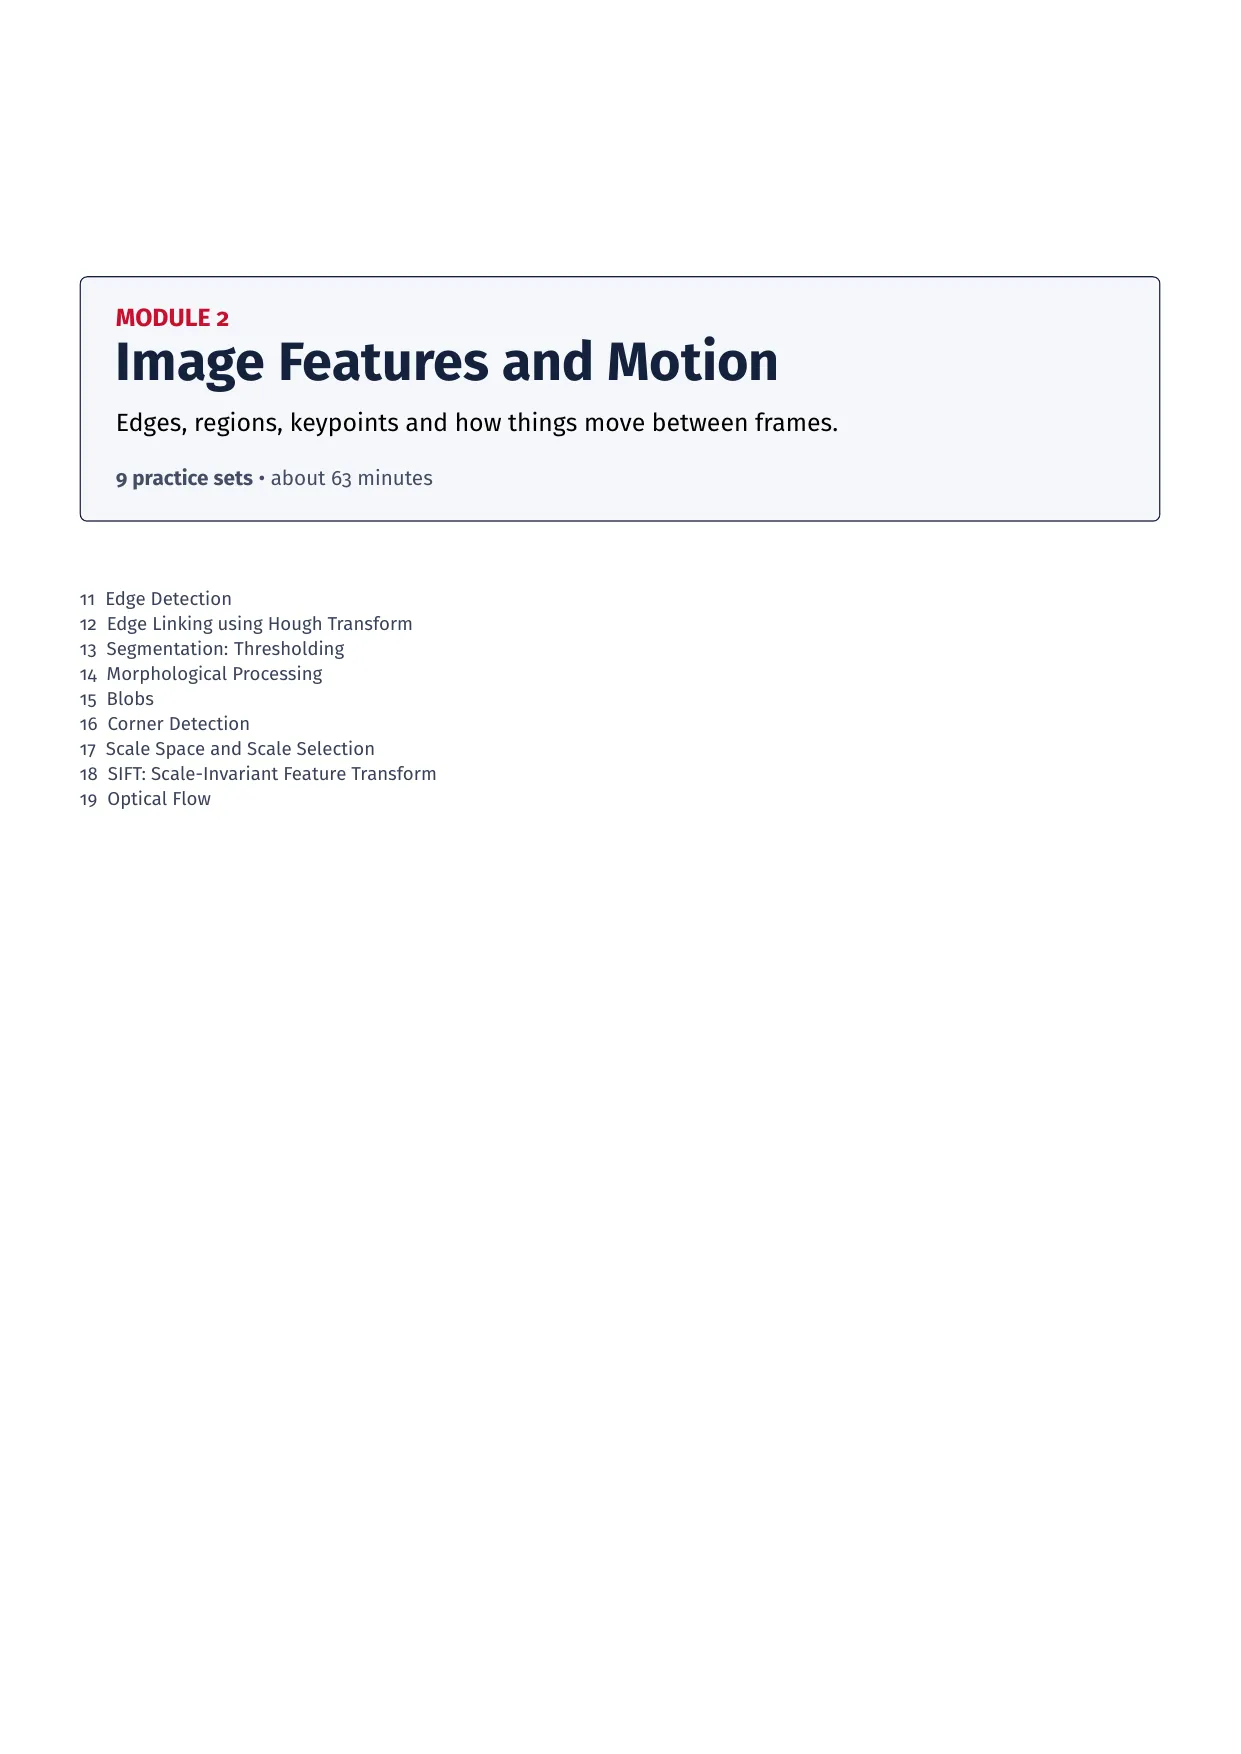 MODULE 2
Image Features and Motion
Edges, regions, keypoints and how things move between frames.
9 practice sets • about 63 minutes
11 Edge Detection
12 Edge Linking using Hough Transform
13 Segmentation: Thresholding
14 Morphological Processing
15 Blobs
16 Corner Detection
17 Scale Space and Scale Selection
18 SIFT: Scale-Invariant Feature Transform
19 Optical Flow